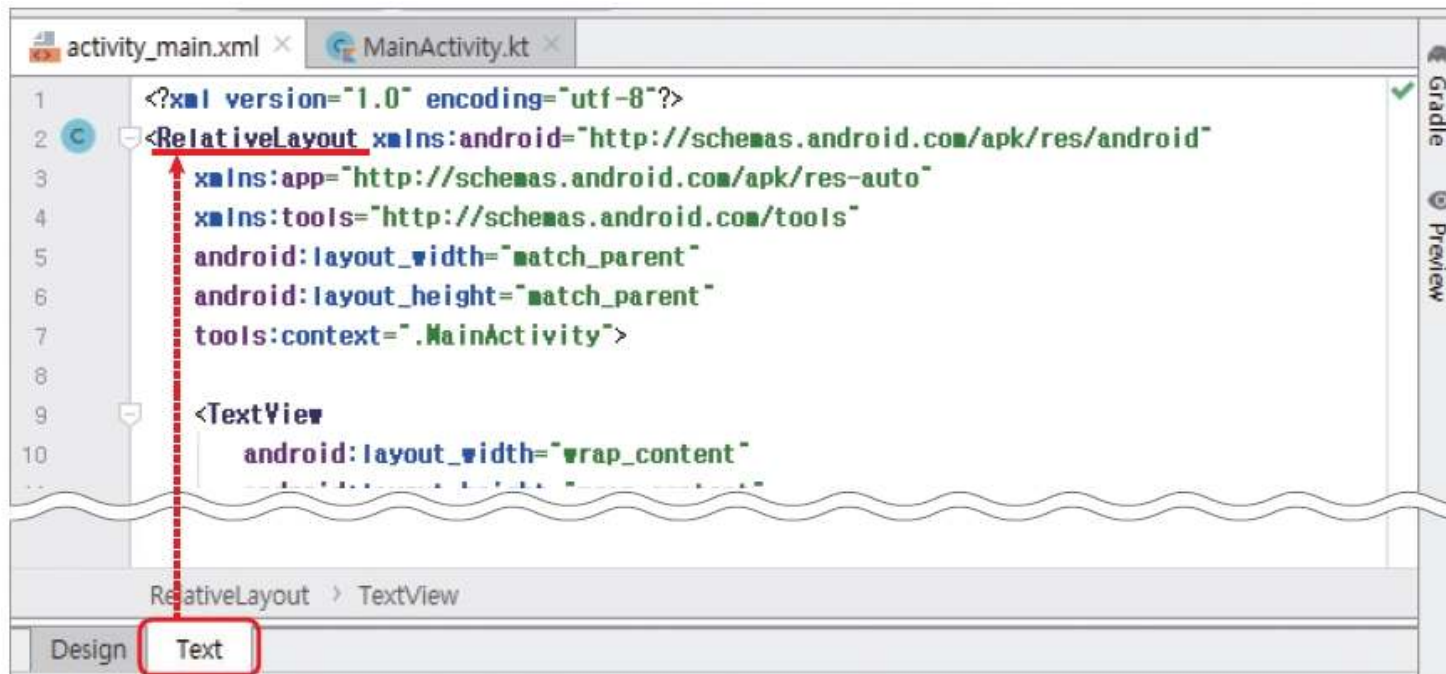 activity_main.xml × MainActivity.kt ×
1 <?xml version="1.0" encoding="utf-8"?>
2 C <RelativeLayout xmlns:android="http://schemas.android.com/apk/res/android"
3 xmlns:app="http://schemas.android.com/apk/res-auto"
4 xmlns:tools="http://schemas.android.com/tools"
5 android:layout_width="match_parent"
6 android:layout_height="match_parent"
7 tools:context=".MainActivity">
8
9 <TextView
10 android:layout_width="wrap_content"
RelativeLayout › TextView
Design Text
Gradle
Preview